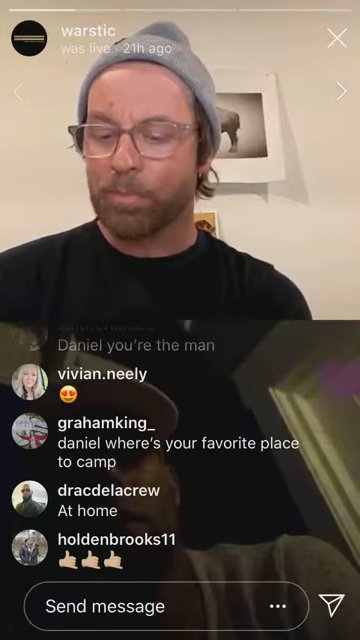 warstic
was live · 21h ago
Daniel you're the man
vivian.neely
😍
grahamking_
daniel where's your favorite place
to camp
dracdelacrew
At home
holdenbrooks11
🤙🏼🤙🏼🤙🏼
Send message